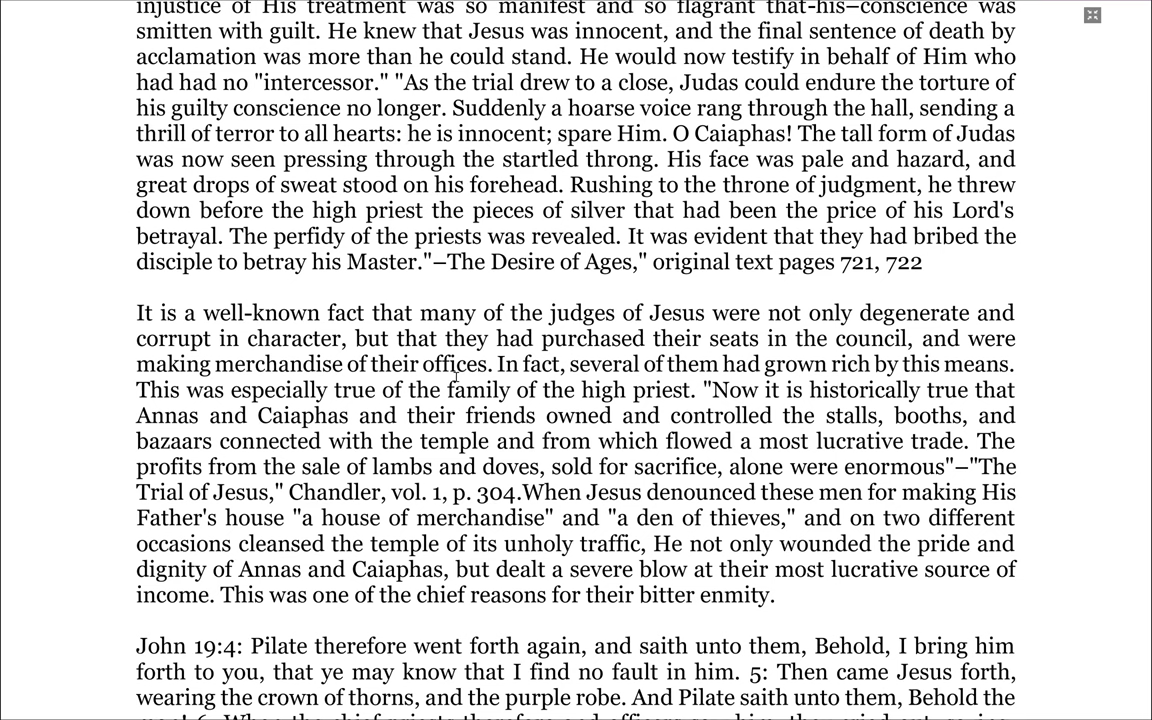 injustice of His treatment was so manifest and so flagrant that-his–conscience was
smitten with guilt. He knew that Jesus was innocent, and the final sentence of death by
acclamation was more than he could stand. He would now testify in behalf of Him who
had had no "intercessor." "As the trial drew to a close, Judas could endure the torture of
his guilty conscience no longer. Suddenly a hoarse voice rang through the hall, sending a
thrill of terror to all hearts: he is innocent; spare Him. O Caiaphas! The tall form of Judas
was now seen pressing through the startled throng. His face was pale and hazard, and
great drops of sweat stood on his forehead. Rushing to the throne of judgment, he threw
down before the high priest the pieces of silver that had been the price of his Lord's
betrayal. The perfidy of the priests was revealed. It was evident that they had bribed the
disciple to betray his Master."–The Desire of Ages," original text pages 721, 722
It is a well-known fact that many of the judges of Jesus were not only degenerate and
corrupt in character, but that they had purchased their seats in the council, and were
making merchandise of their offices. In fact, several of them had grown rich by this means.
This was especially true of the family of the high priest. "Now it is historically true that
Annas and Caiaphas and their friends owned and controlled the stalls, booths, and
bazaars connected with the temple and from which flowed a most lucrative trade. The
profits from the sale of lambs and doves, sold for sacrifice, alone were enormous"–"The
Trial of Jesus," Chandler, vol. 1, p. 304.When Jesus denounced these men for making His
Father's house "a house of merchandise" and "a den of thieves," and on two different
occasions cleansed the temple of its unholy traffic, He not only wounded the pride and
dignity of Annas and Caiaphas, but dealt a severe blow at their most lucrative source of
income. This was one of the chief reasons for their bitter enmity.
John 19:4: Pilate therefore went forth again, and saith unto them, Behold, I bring him
forth to you, that ye may know that I find no fault in him. 5: Then came Jesus forth,
wearing the crown of thorns, and the purple robe. And Pilate saith unto them, Behold the